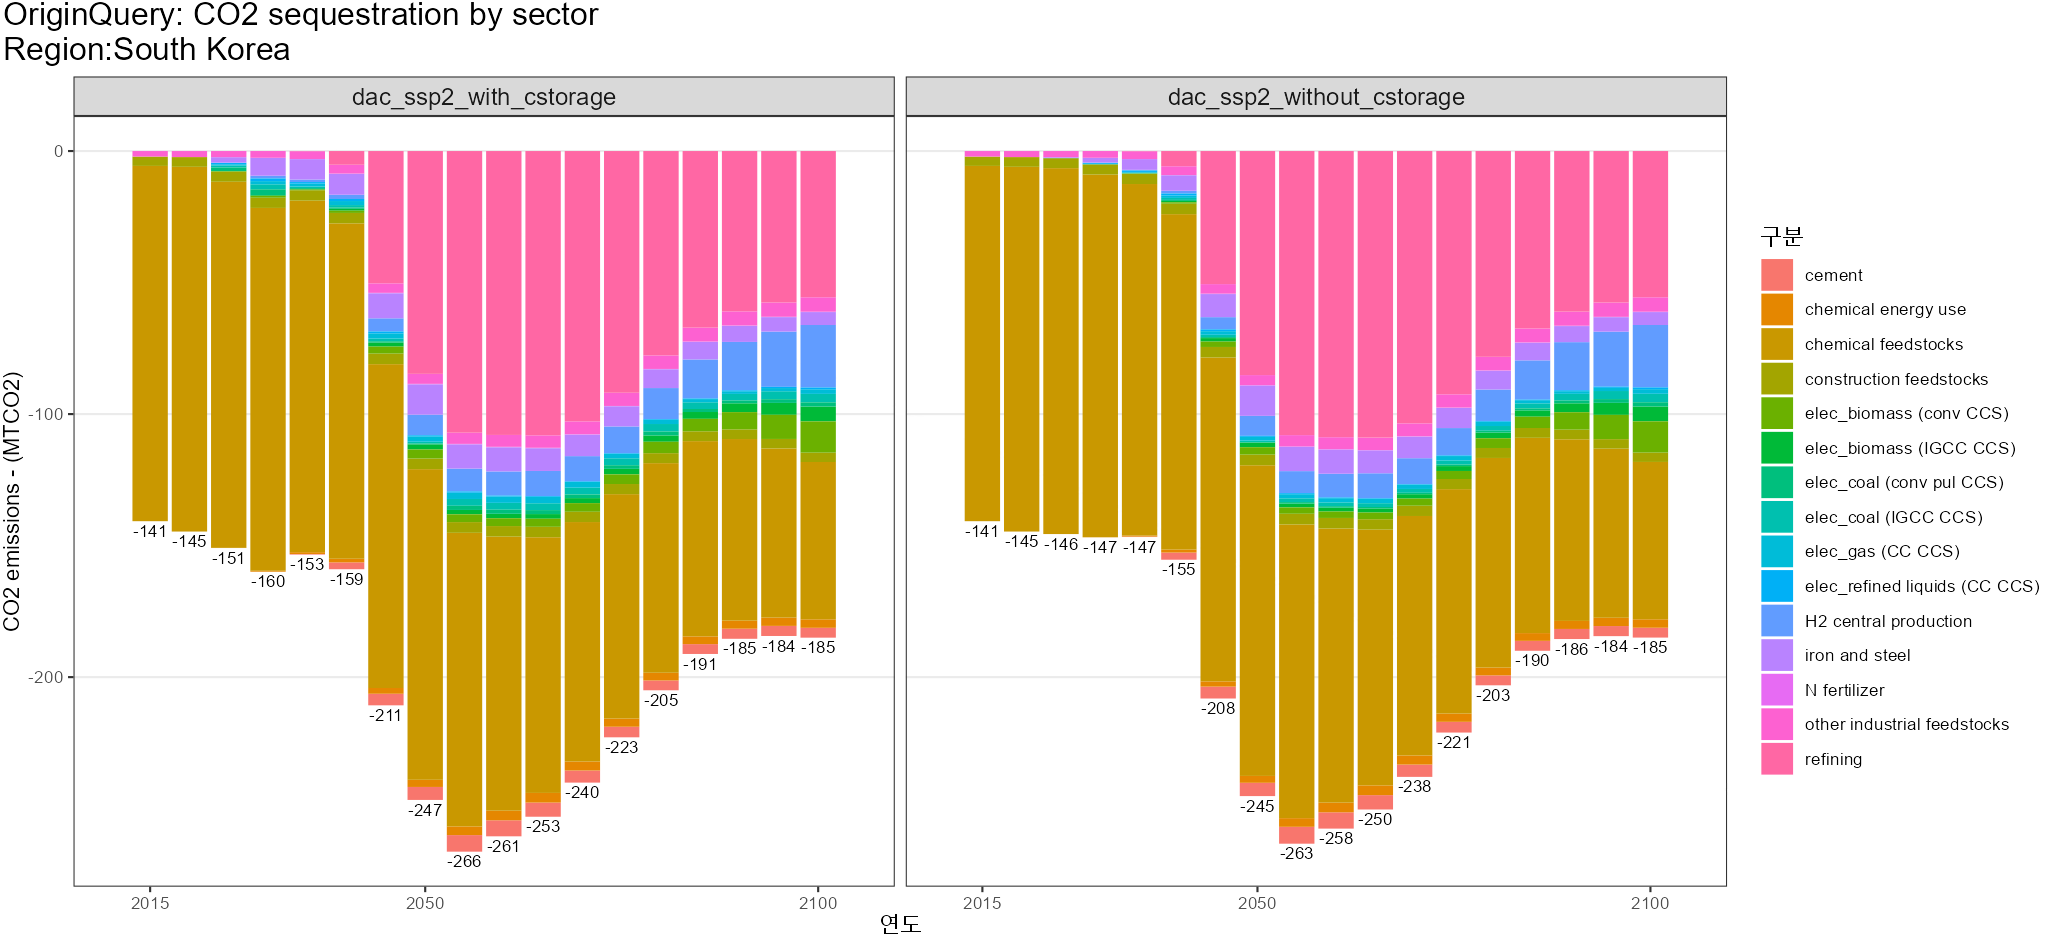 OriginQuery: CO2 sequestration by sector
Region:South Korea
dac_ssp2_with_cstorage
dac_ssp2_without_cstorage
CO2 emissions - (MTCO2)
0
-100
-200
-141
-145
-151
-160
-153
-159
-211
-247
-266
-261
-253
-240
-223
-205
-191
-185
-184
-185
-141
-145
-146
-147
-147
-155
-208
-245
-263
-258
-250
-238
-221
-203
-190
-186
-184
-185
2015
2050
2100
2015
2050
2100
연도
구분
cement
chemical energy use
chemical feedstocks
construction feedstocks
elec_biomass (conv CCS)
elec_biomass (IGCC CCS)
elec_coal (conv pul CCS)
elec_coal (IGCC CCS)
elec_gas (CC CCS)
elec_refined liquids (CC CCS)
H2 central production
iron and steel
N fertilizer
other industrial feedstocks
refining